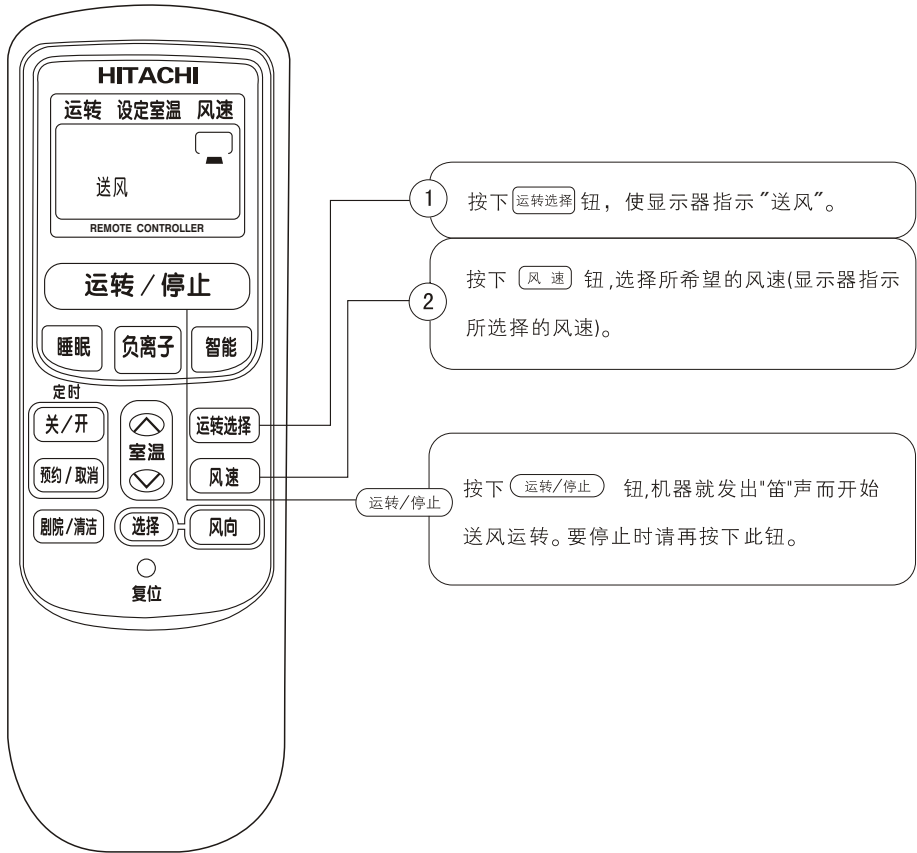 HITACHI
运转 设定室温 风速
送风
REMOTE CONTROLLER
运转/停止
睡眠 负离子 智能
定时
关/开
室温
运转选择
预约/取消
风速
剧院/清洁 选择 风向
复位
1 按下 运转选择 钮，使显示器指示"送风"。
2 按下 风 速 钮,选择所希望的风速(显示器指示
所选择的风速)。
运转/停止
按下 运转/停止 钮,机器就发出"笛"声而开始
送风运转。要停止时请再按下此钮。